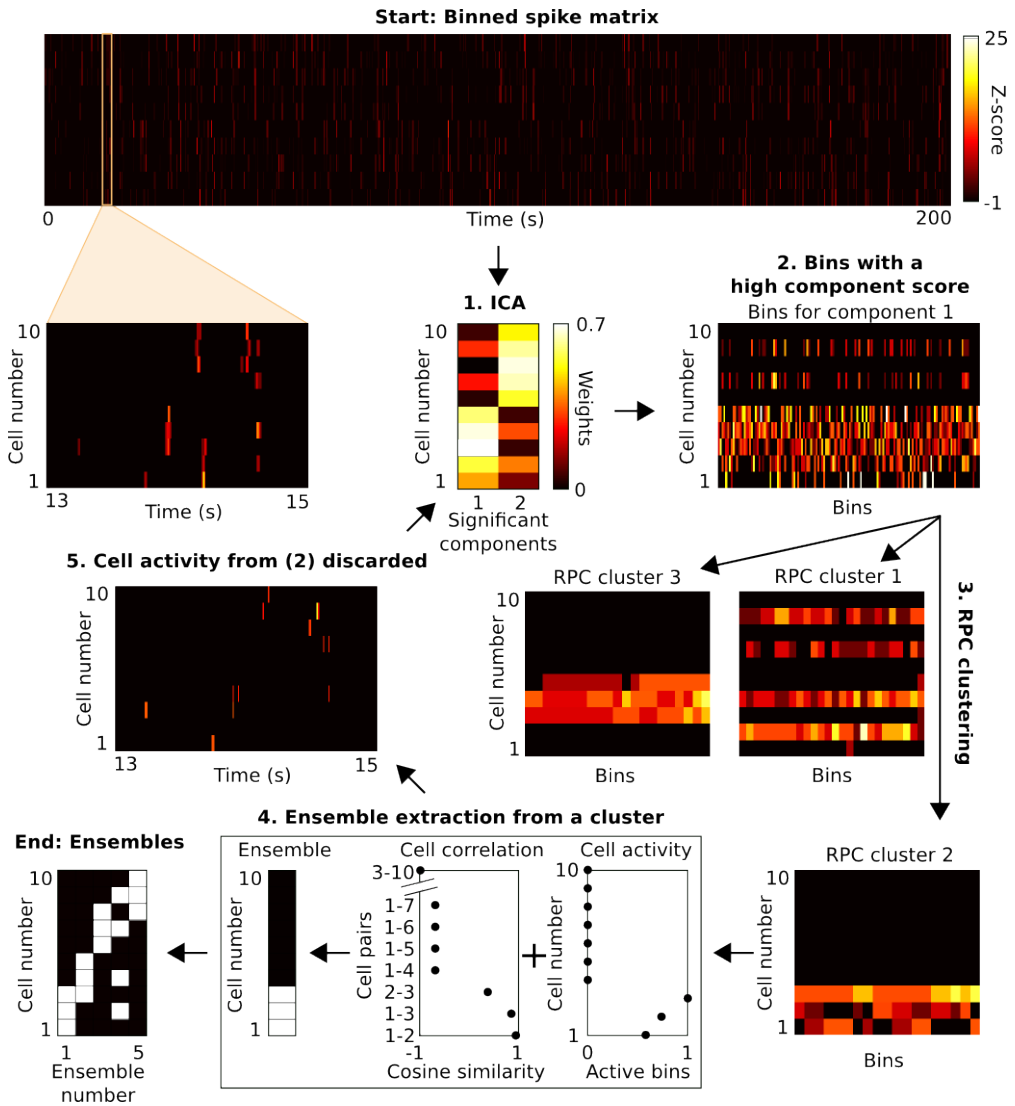 Start: Binned spike matrix
25
Z-score
-1
0
Time (s)
200
10
Cell number
1
13
Time (s)
15
1. ICA
10
Cell number
1
0.7
Weights
0
1 2
Significant
components
2. Bins with a
high component score
Bins for component 1
10
Cell number
1
Bins
3. RPC clustering
RPC cluster 3
10
Cell number
1
Bins
RPC cluster 1
Bins
RPC cluster 2
10
Cell number
1
Bins
4. Ensemble extraction from a cluster
Cell activity
10
Cell number
1
0
1
Active bins
+
Cell correlation
3-10
1-7
1-6
1-5
1-4
2-3
1-3
1-2
Cell pairs
-1
1
Cosine similarity
Ensemble
10
Cell number
1
5. Cell activity from (2) discarded
10
Cell number
1
13
Time (s)
15
End: Ensembles
10
Cell number
1
1
5
Ensemble
number